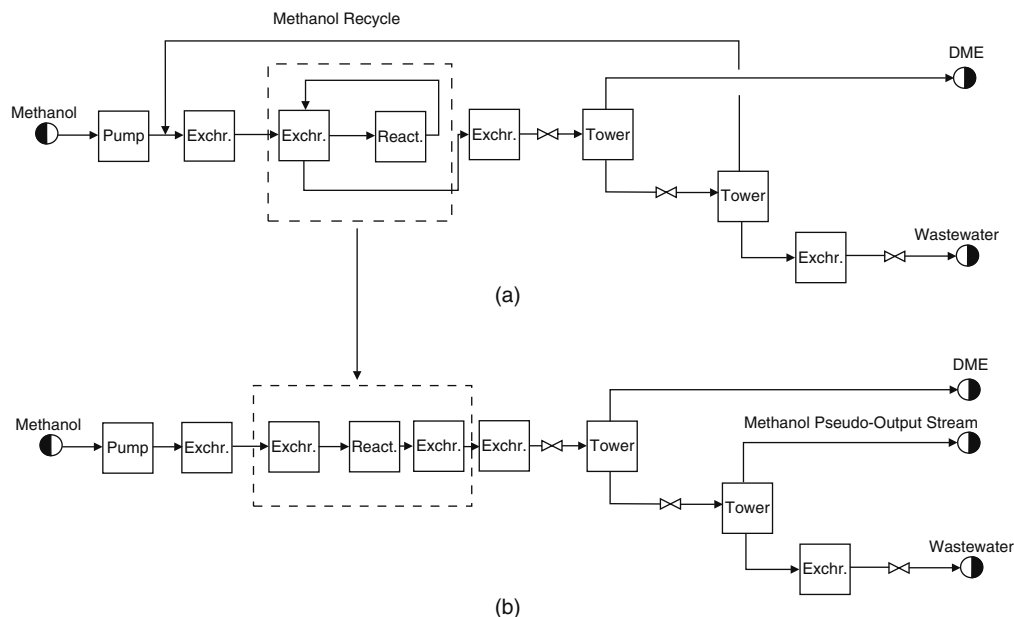 Methanol Recycle
DME
Methanol
Pump
Exchr.
Exchr.
React.
Exchr.
Tower
Tower
Wastewater
Exchr.
(a)
DME
Methanol
Methanol Pseudo-Output Stream
Pump
Exchr.
Exchr.
React.
Exchr.
Exchr.
Tower
Tower
Wastewater
Exchr.
(b)